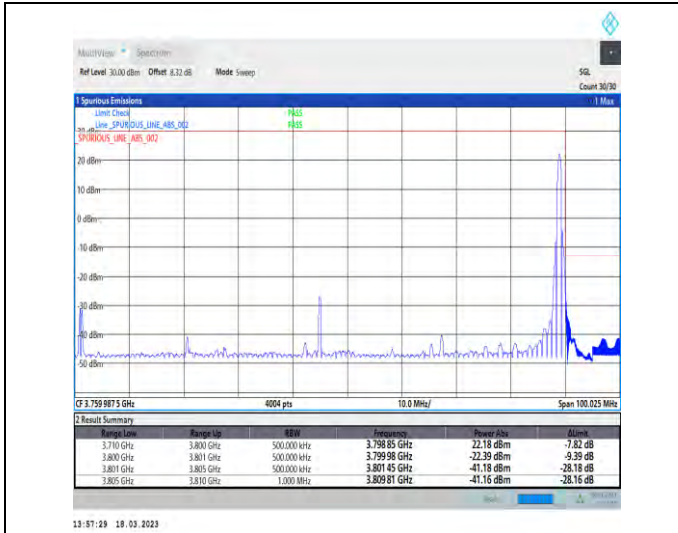 MultiView Spectrum
Ref Level 30.00 dBm Offset 8.32 dB Mode Sweep SGL
Count 30/30
1 Spurious Emissions 1 Max
Limit Check PASS
Line _SPURIOUS_LINE_ABS_002 PASS
SPURIOUS_LINE_ABS_002
20 dBm
10 dBm
0 dBm
-10 dBm
-20 dBm
-30 dBm
-40 dBm
-50 dBm
CF 3.759 987 5 GHz 4004 pts 10.0 MHz/ Span 100.025 MHz
2 Result Summary
Range Low Range Up RBW Frequency Power Abs ΔLimit
3.710 GHz 3.800 GHz 500.000 kHz 3.798 85 GHz 22.18 dBm -7.82 dB
3.800 GHz 3.801 GHz 500.000 kHz 3.799 98 GHz -22.39 dBm -9.39 dB
3.801 GHz 3.805 GHz 500.000 kHz 3.801 45 GHz -41.18 dBm -28.18 dB
3.805 GHz 3.810 GHz 1.000 MHz 3.809 81 GHz -41.16 dBm -28.16 dB
13:57:29 18.03.2023